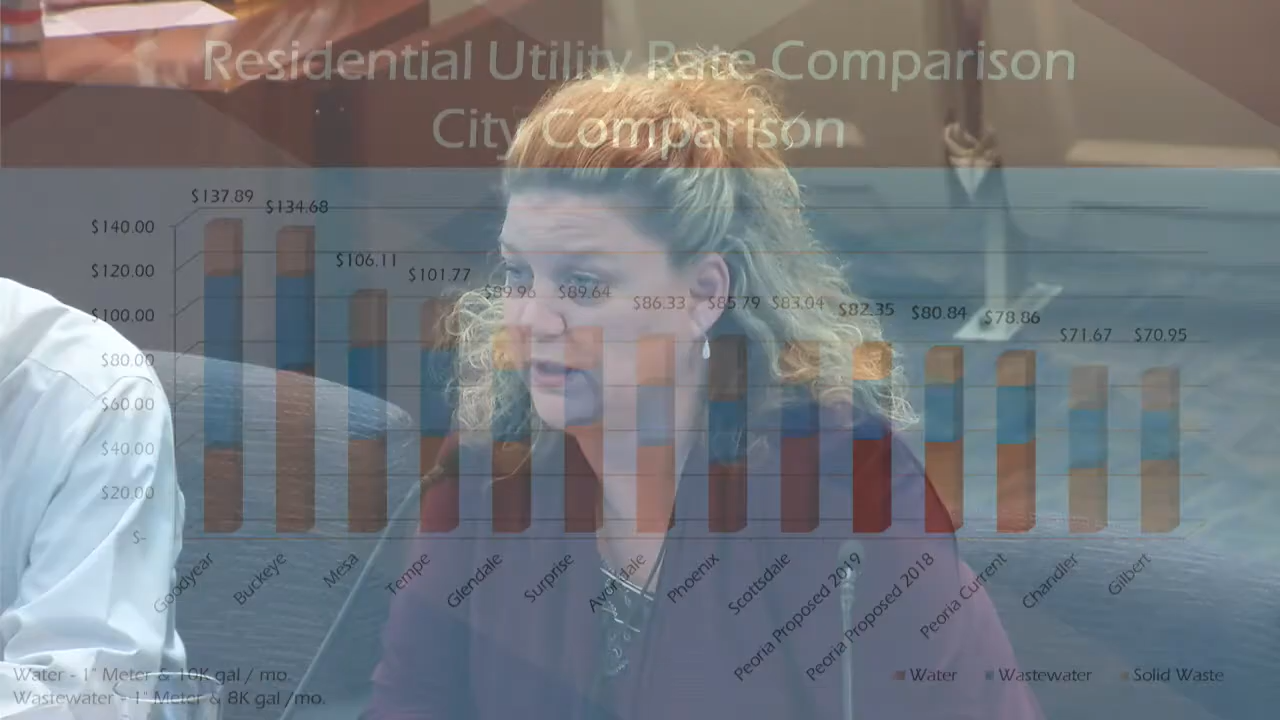 Residential Utility Rate Comparison
City Comparison
$137.89
$134.68
$106.11
$101.77
$89.96
$89.64
$86.33
$85.79
$83.04
$82.35
$80.84
$78.86
$71.67
$70.95
$140.00
$120.00
$100.00
$80.00
$60.00
$40.00
$20.00
$-
Goodyear
Buckeye
Mesa
Tempe
Glendale
Surprise
Avondale
Phoenix
Scottsdale
Peoria Proposed 2019
Peoria Proposed 2018
Peoria Current
Chandler
Gilbert
Water - 1" Meter & 10K gal / mo.
Wastewater - 1" Meter & 8K gal /mo.
Water
Wastewater
Solid Waste